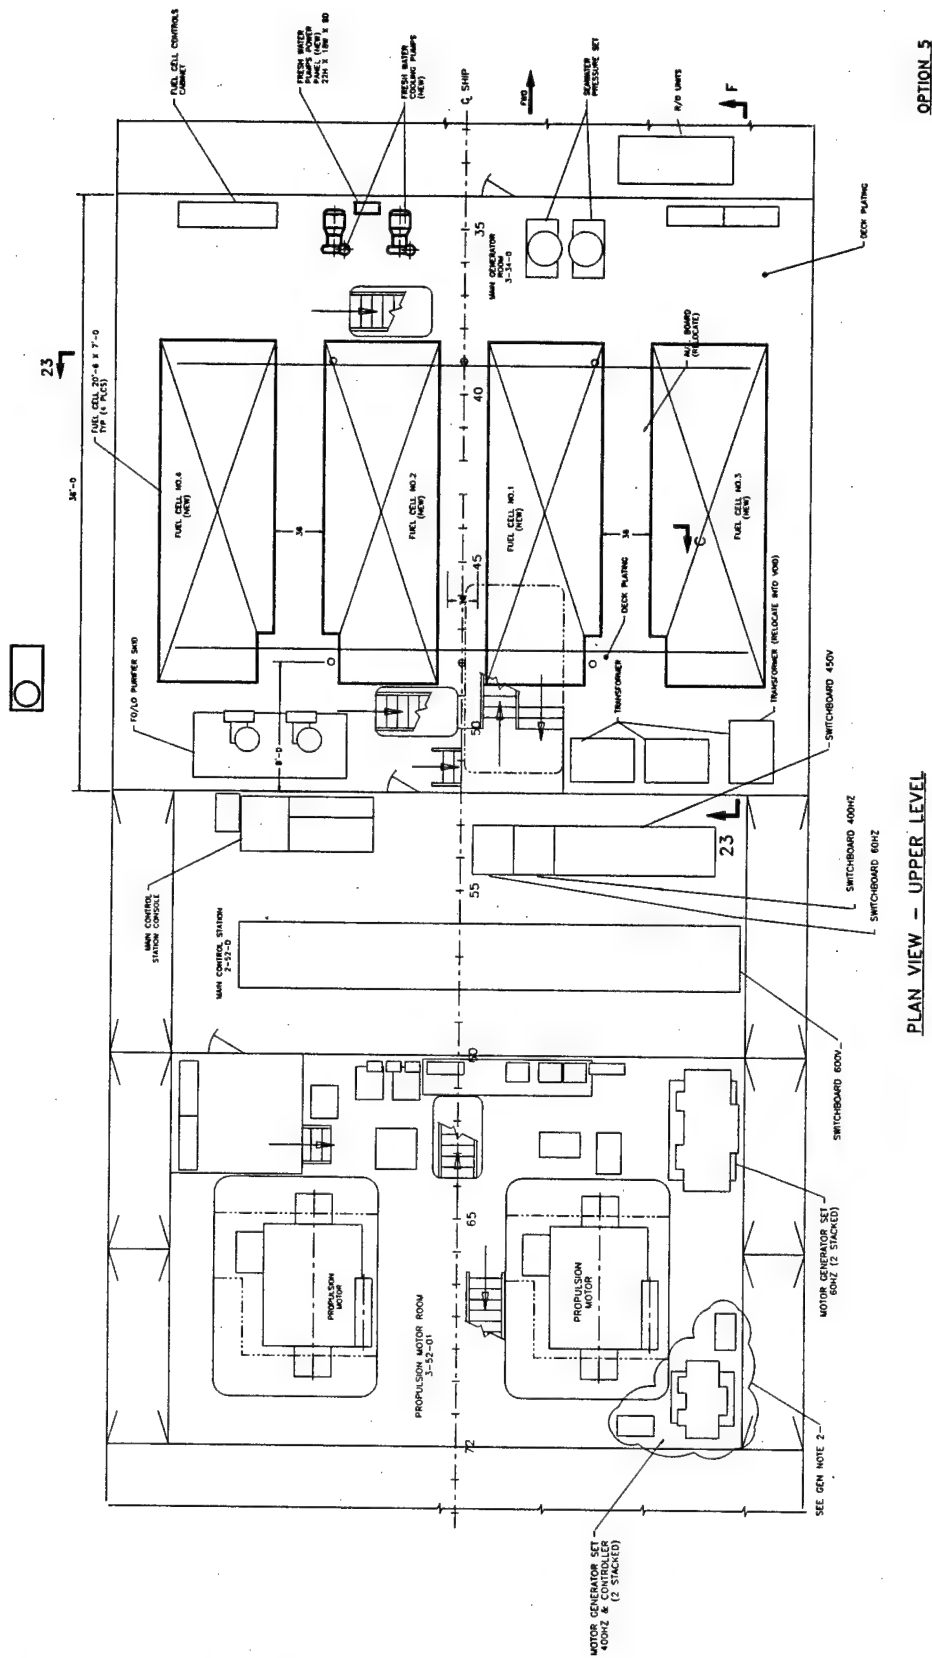 FUEL CELL CONTROLS
CABINET
FRESH WATER
PUMPS POWER
PANEL (NEW)
22H X 18W X 8D
FRESH WATER
COOLING PUMPS
(NEW)
℄ SHIP
FWD
SEAWATER
PRESSURE SET
R/O UNITS
F
OPTION 5
23
36'-0
FUEL CELL 20'-6 X 7'-0
TYP (4 PLCS)
35
MAIN GENERATOR
ROOM
3-34-0
DECK PLATING
40
(RELOCATE)
FUEL CELL NO.4
(NEW)
36
FUEL CELL NO.2
(NEW)
FUEL CELL NO.1
(NEW)
36
FUEL CELL NO.3
(NEW)
45
DECK PLATING
FO/LO PURIFIER SKID
8'-0
50
TRANSFORMER
TRANSFORMER (RELOCATE INTO VOID)
SWITCHBOARD 450V
23
SWITCHBOARD 400HZ
SWITCHBOARD 60HZ
MAIN CONTROL
STATION CONSOLE
55
MAIN CONTROL STATION
2-52-0
60
SWITCHBOARD 600V
PLAN VIEW - UPPER LEVEL
65
PROPULSION
MOTOR
PROPULSION
MOTOR
PROPULSION MOTOR ROOM
3-52-01
MOTOR GENERATOR SET
60HZ (2 STACKED)
72
SEE GEN NOTE 2
MOTOR GENERATOR SET
400HZ & CONTROLLER
(2 STACKED)